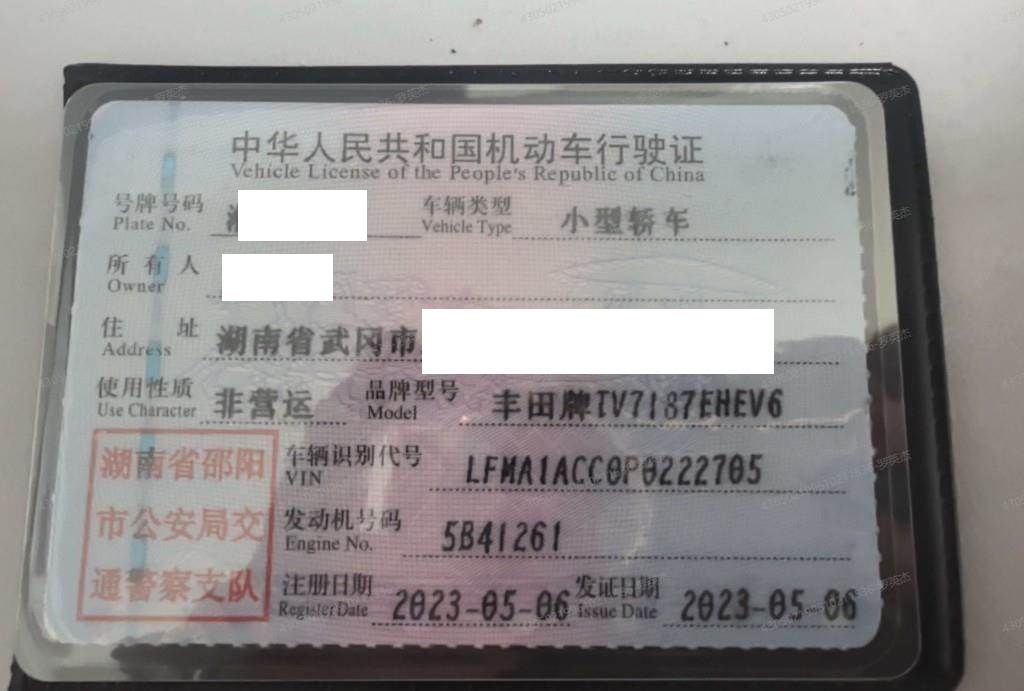 中华人民共和国机动车行驶证
Vehicle License of the People's Republic of China
号牌号码 车辆类型 小型轿车
Plate No. Vehicle Type
所有人
Owner
住址 湖南省武冈市
Address
使用性质 非营运 品牌型号 丰田牌TV7187EHEV6
Use Character Model
湖南省邵阳
市公安局交
通警察支队
车辆识别代号 LFMA1ACC0P0222705
VIN
发动机号码 5B41261
Engine No.
注册日期 2023-05-06 发证日期 2023-05-06
Register Date Issue Date